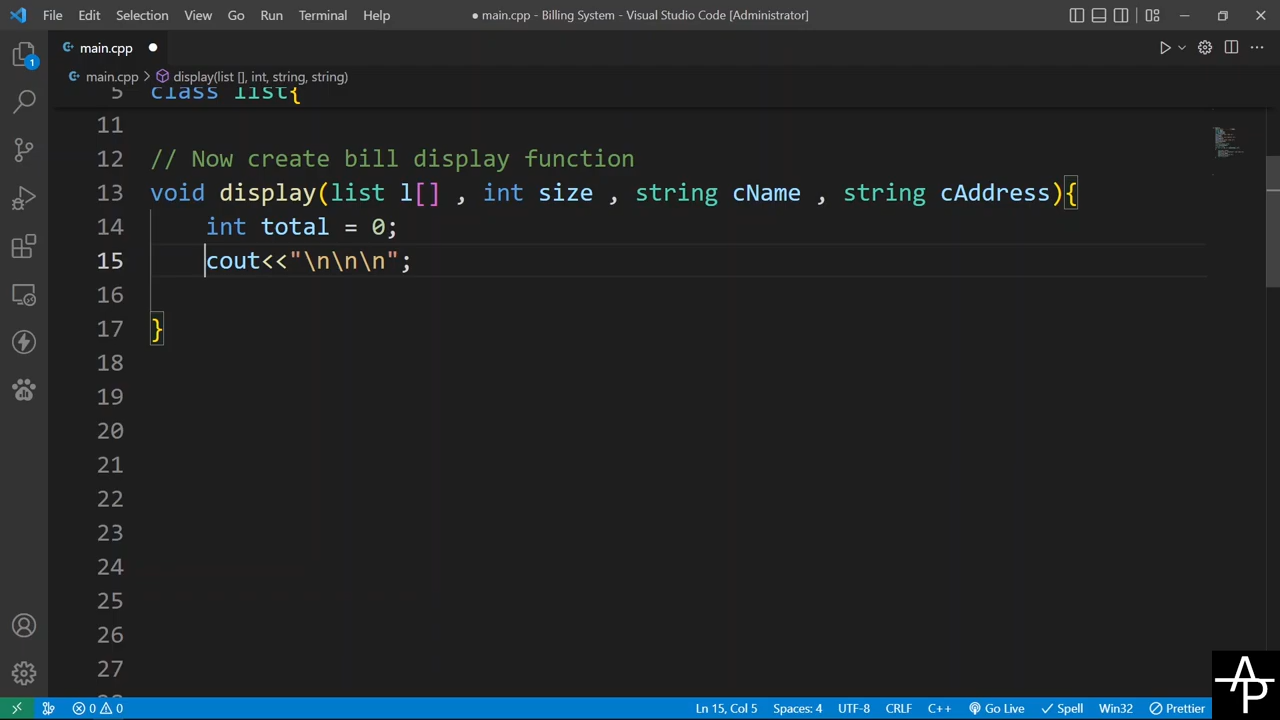 File Edit Selection View Go Run Terminal Help ● main.cpp - Billing System - Visual Studio Code [Administrator]
main.cpp ●
1
main.cpp > display(list [], int, string, string)
5 class list{
11
12 // Now create bill display function
13 void display(list l[] , int size , string cName , string cAddress){
14 int total = 0;
15 cout<<"\n\n\n";
16
17 }
18
19
20
21
22
23
24
25
26
27
AP
0 0 Ln 15, Col 5 Spaces: 4 UTF-8 CRLF C++ Go Live Spell Win32 Prettier